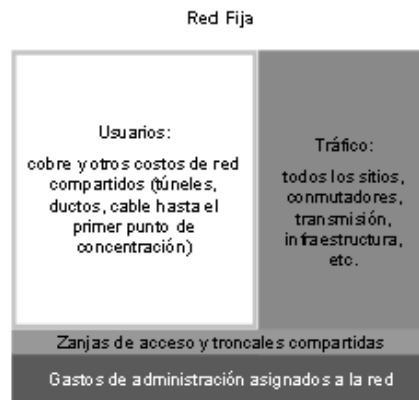 Red Fija
Usuarios:
cobre y otros costos de red
compartidos (túneles,
ductos, cable hasta el
primer punto de
concentración)
Tráfico:
todos los sitios,
conmutadores,
transmisión,
infraestructura,
etc.
Zanjas de acceso y troncales compartidas
Gastos de administración asignados a la red